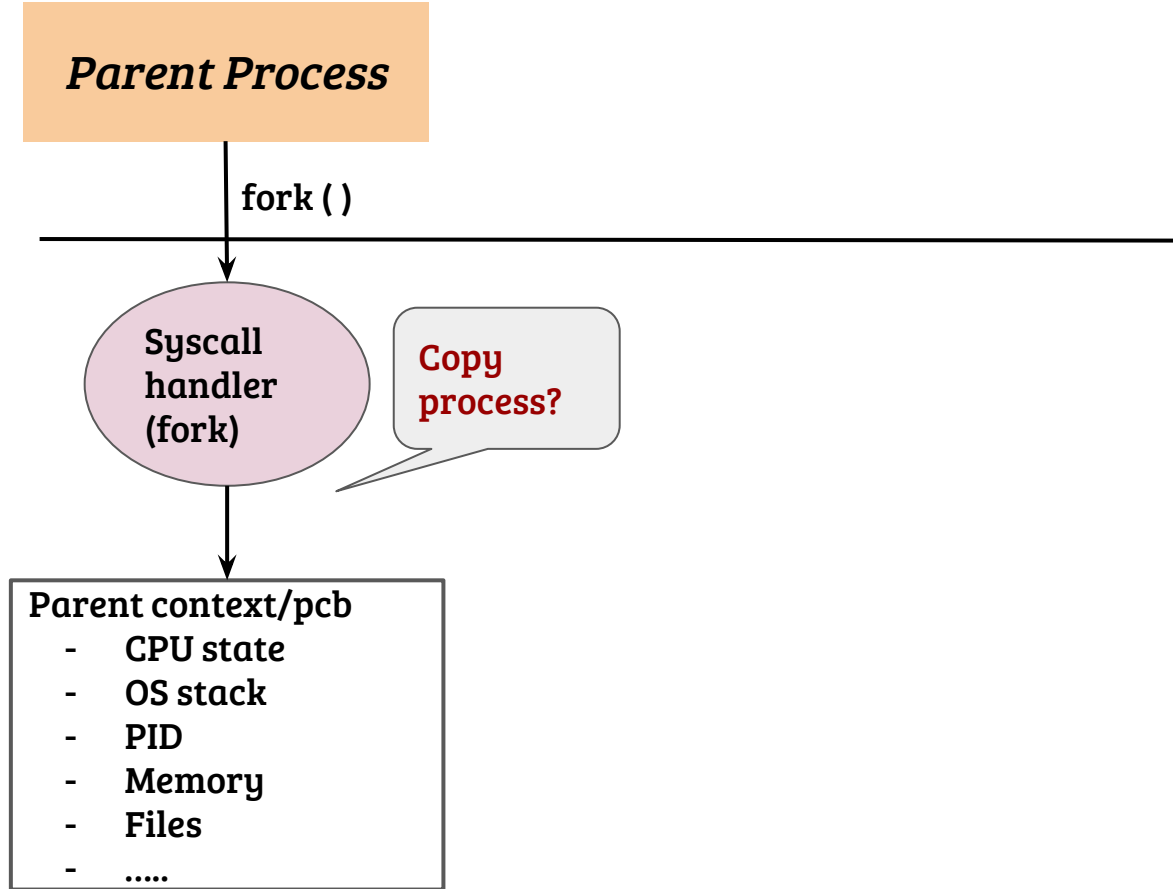 Parent Process
fork ( )
Syscall
handler
(fork)
Copy
process?
Parent context/pcb
- CPU state
- OS stack
- PID
- Memory
- Files
- .....